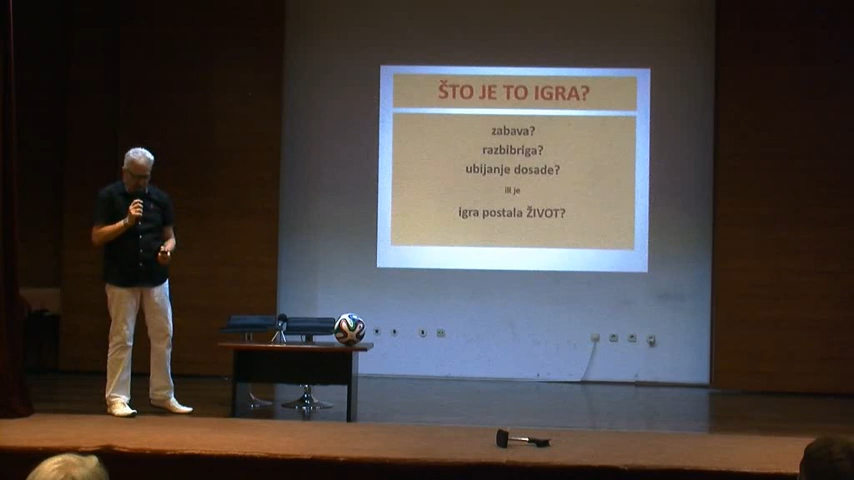 ŠTO JE TO IGRA?
zabava?
razbibriga?
ubijanje dosade?
ili je
igra postala ŽIVOT?